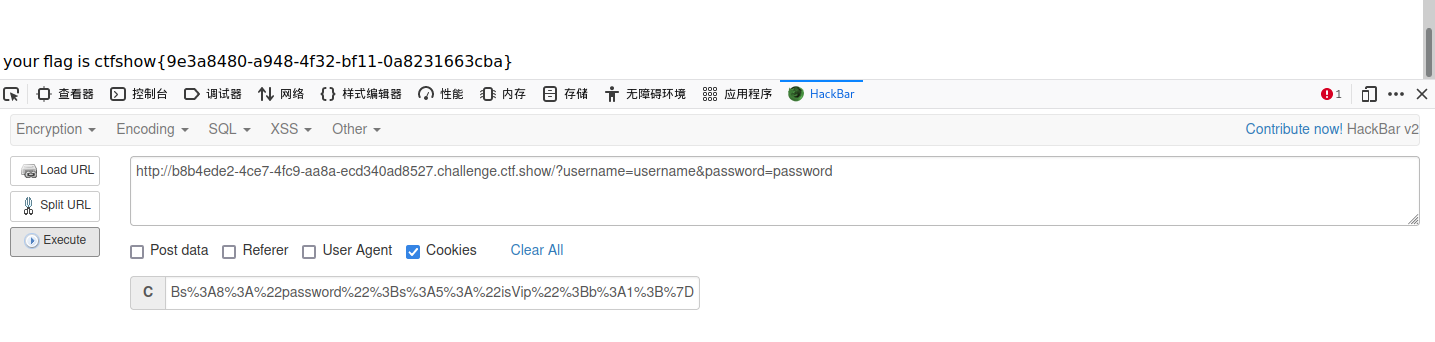 your flag is ctfshow{9e3a8480-a948-4f32-bf11-0a8231663cba}
查看器 控制台 调试器 网络 样式编辑器 性能 内存 存储 无障碍环境 应用程序 HackBar 1
Encryption Encoding SQL XSS Other Contribute now! HackBar v2
Load URL http://b8b4ede2-4ce7-4fc9-aa8a-ecd340ad8527.challenge.ctf.show/?username=username&password=password
Split URL
Execute
Post data Referer User Agent Cookies Clear All
C Bs%3A8%3A%22password%22%3Bs%3A5%3A%22isVip%22%3Bb%3A1%3B%7D